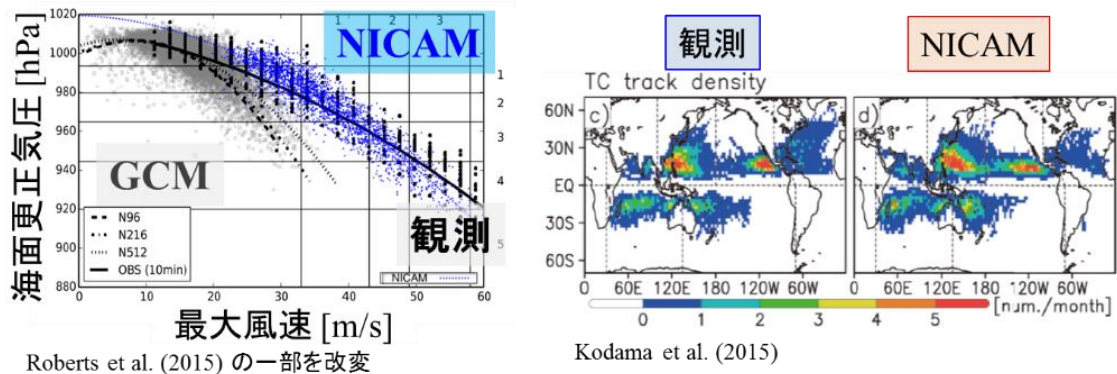 海面更正気圧 [hPa]
1020
1000
980
960
940
920
900
880
1
2
3
NICAM
1
2
3
4
5
GCM
観測
N96
N216
N512
OBS (10min)
NICAM
0
10
20
30
40
50
60
最大風速 [m/s]
Roberts et al. (2015) の一部を改変
観測
NICAM
TC track density
c)
d)
60N
30N
EQ
30S
60S
60E 120E 180 120W 60W
60E 120E 180 120W 60W
0 1 2 3 4 5
[num./month]
Kodama et al. (2015)